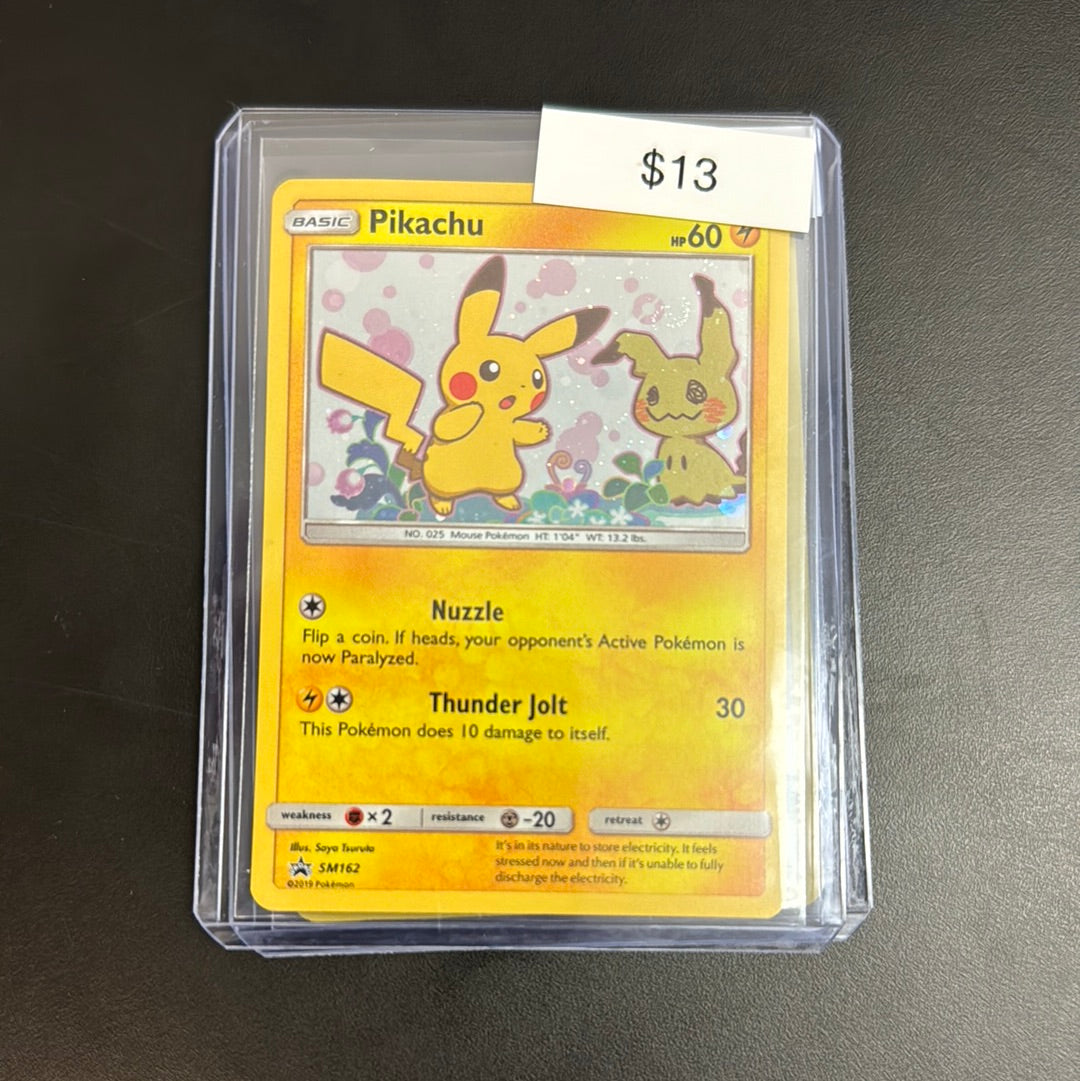 $13
BASIC Pikachu HP60
NO. 025 Mouse Pokémon HT: 1'04" WT: 13.2 lbs.
Nuzzle
Flip a coin. If heads, your opponent's Active Pokémon is
now Paralyzed.
Thunder Jolt 30
This Pokémon does 10 damage to itself.
weakness ×2 resistance -20 retreat
Illus. Saya Tsuruta
SM162
©2019 Pokémon
It's in its nature to store electricity. It feels
stressed now and then if it's unable to fully
discharge the electricity.